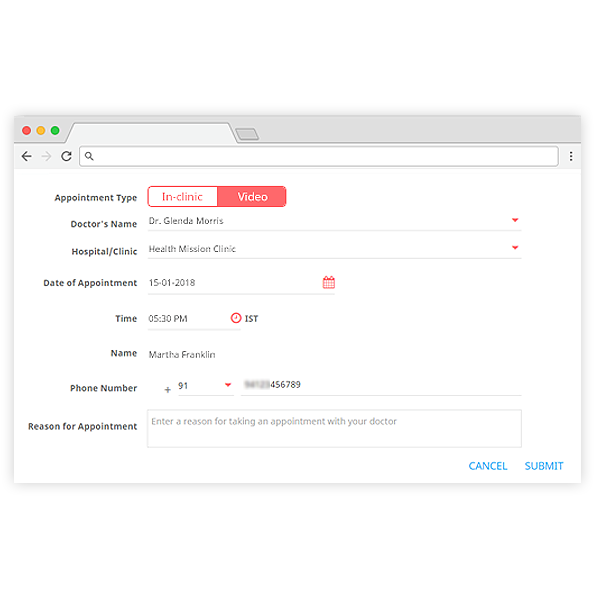 Appointment Type In-clinic Video
Doctor's Name Dr. Glenda Morris
Hospital/Clinic Health Mission Clinic
Date of Appointment 15-01-2018
Time 05:30 PM IST
Name Martha Franklin
Phone Number + 91 456789
Reason for Appointment Enter a reason for taking an appointment with your doctor
CANCEL SUBMIT